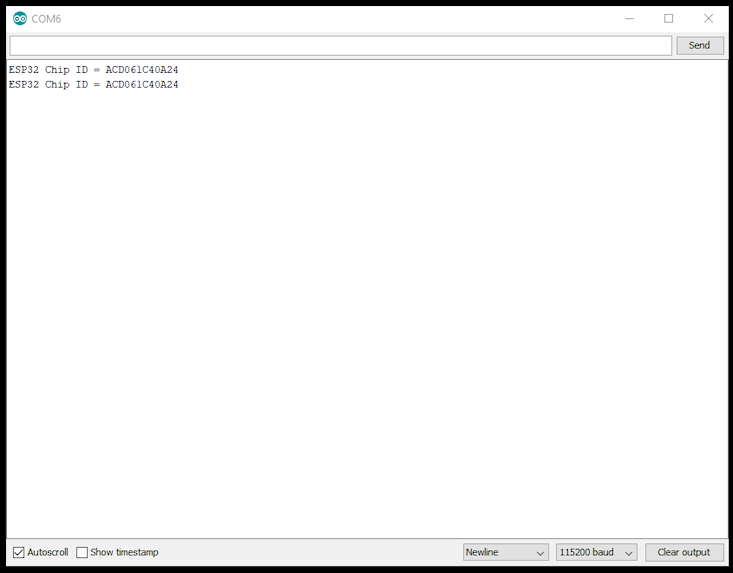 COM6
Send
ESP32 Chip ID = ACD061C40A24
ESP32 Chip ID = ACD061C40A24
Autoscroll Show timestamp Newline 115200 baud Clear output